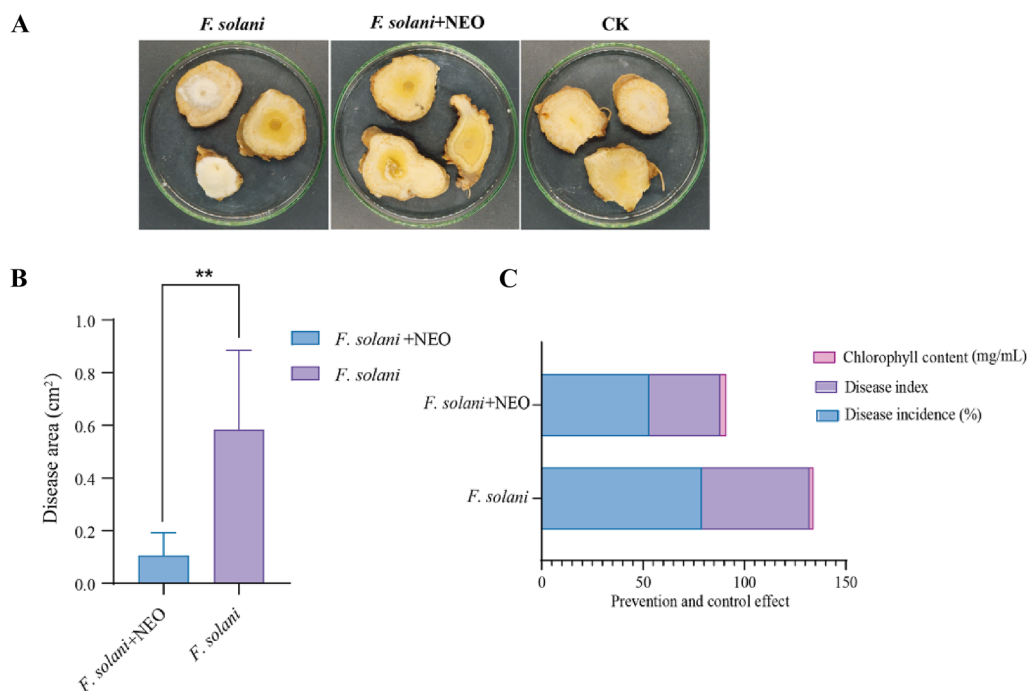 A
F. solani
F. solani+NEO
CK
B
**
Disease area (cm²)
1.0
0.8
0.6
0.4
0.2
0.0
F. solani+NEO
F. solani
F. solani +NEO
F. solani
C
F. solani+NEO
F. solani
0
50
100
150
Prevention and control effect
Chlorophyll content (mg/mL)
Disease index
Disease incidence (%)